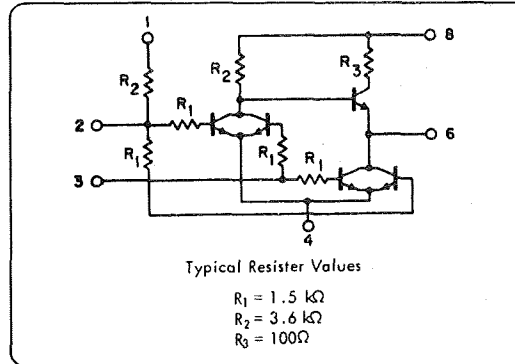 1
8
R2
R2
R3
R1
2
6
R1
R1
R1
3
4
Typical Resister Values
R1 = 1.5 kΩ
R2 = 3.6 kΩ
R3 = 100Ω